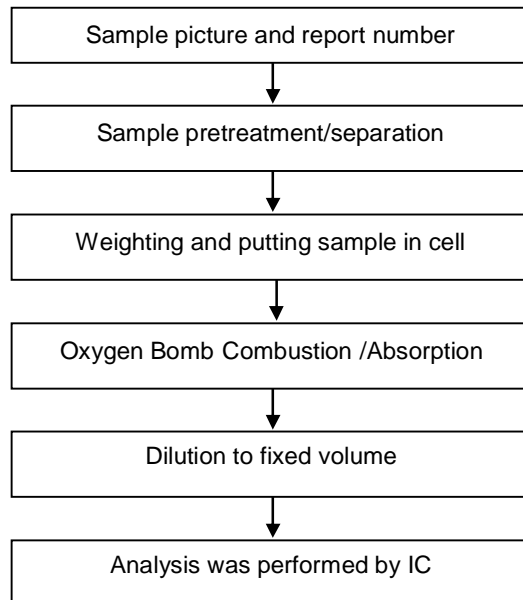 Sample picture and report number
Sample pretreatment/separation
Weighting and putting sample in cell
Oxygen Bomb Combustion /Absorption
Dilution to fixed volume
Analysis was performed by IC